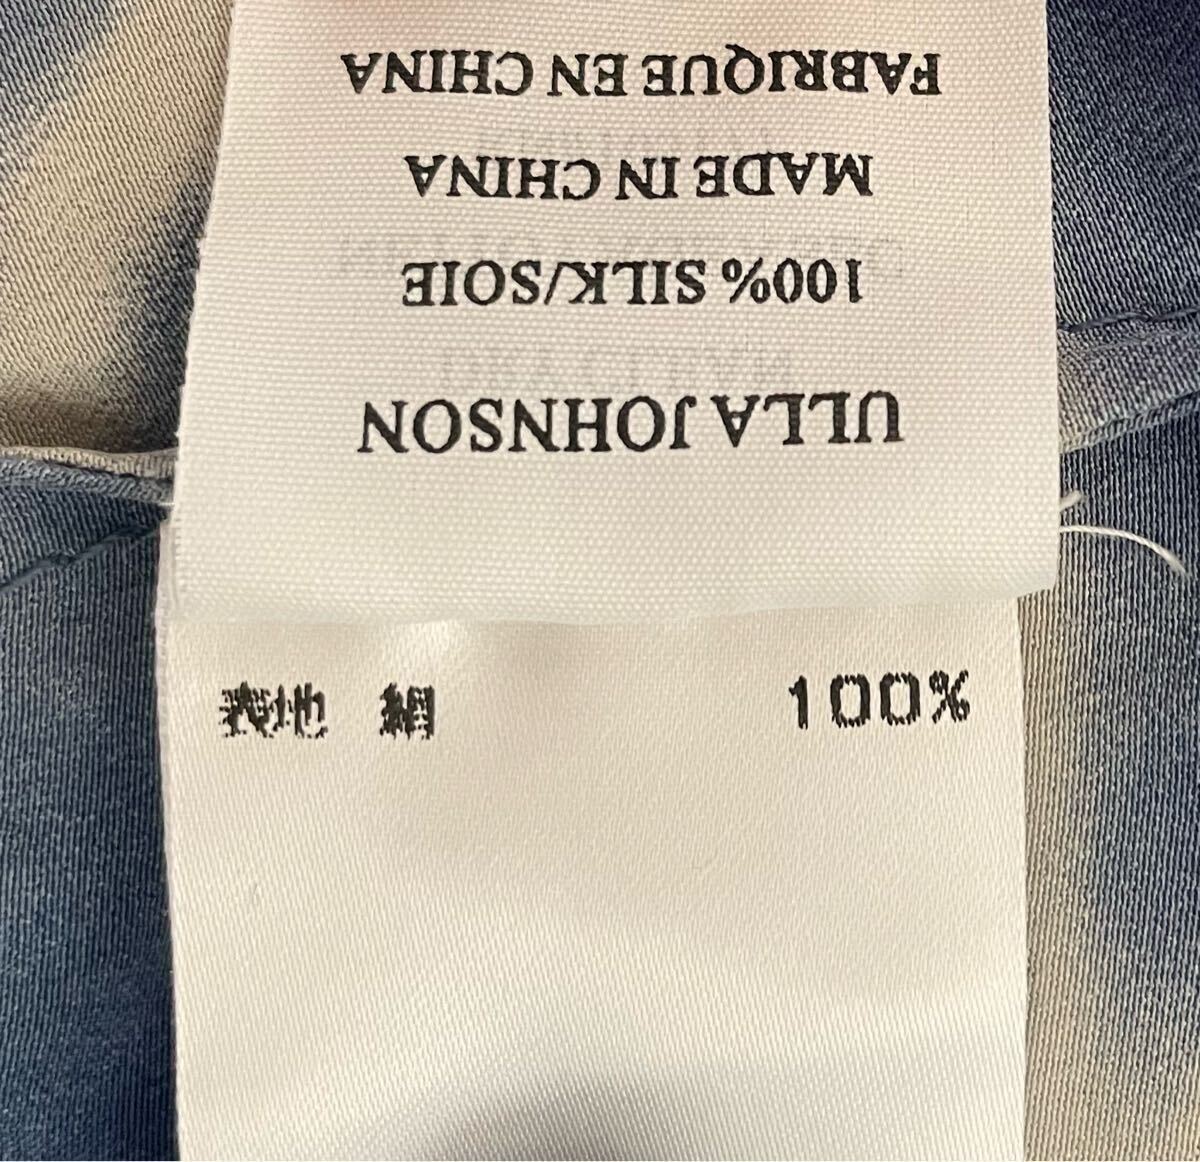 ULLA JOHNSON
100% SILK/SOIE
MADE IN CHINA
FABRIQUE EN CHINA
表地 絹 100%